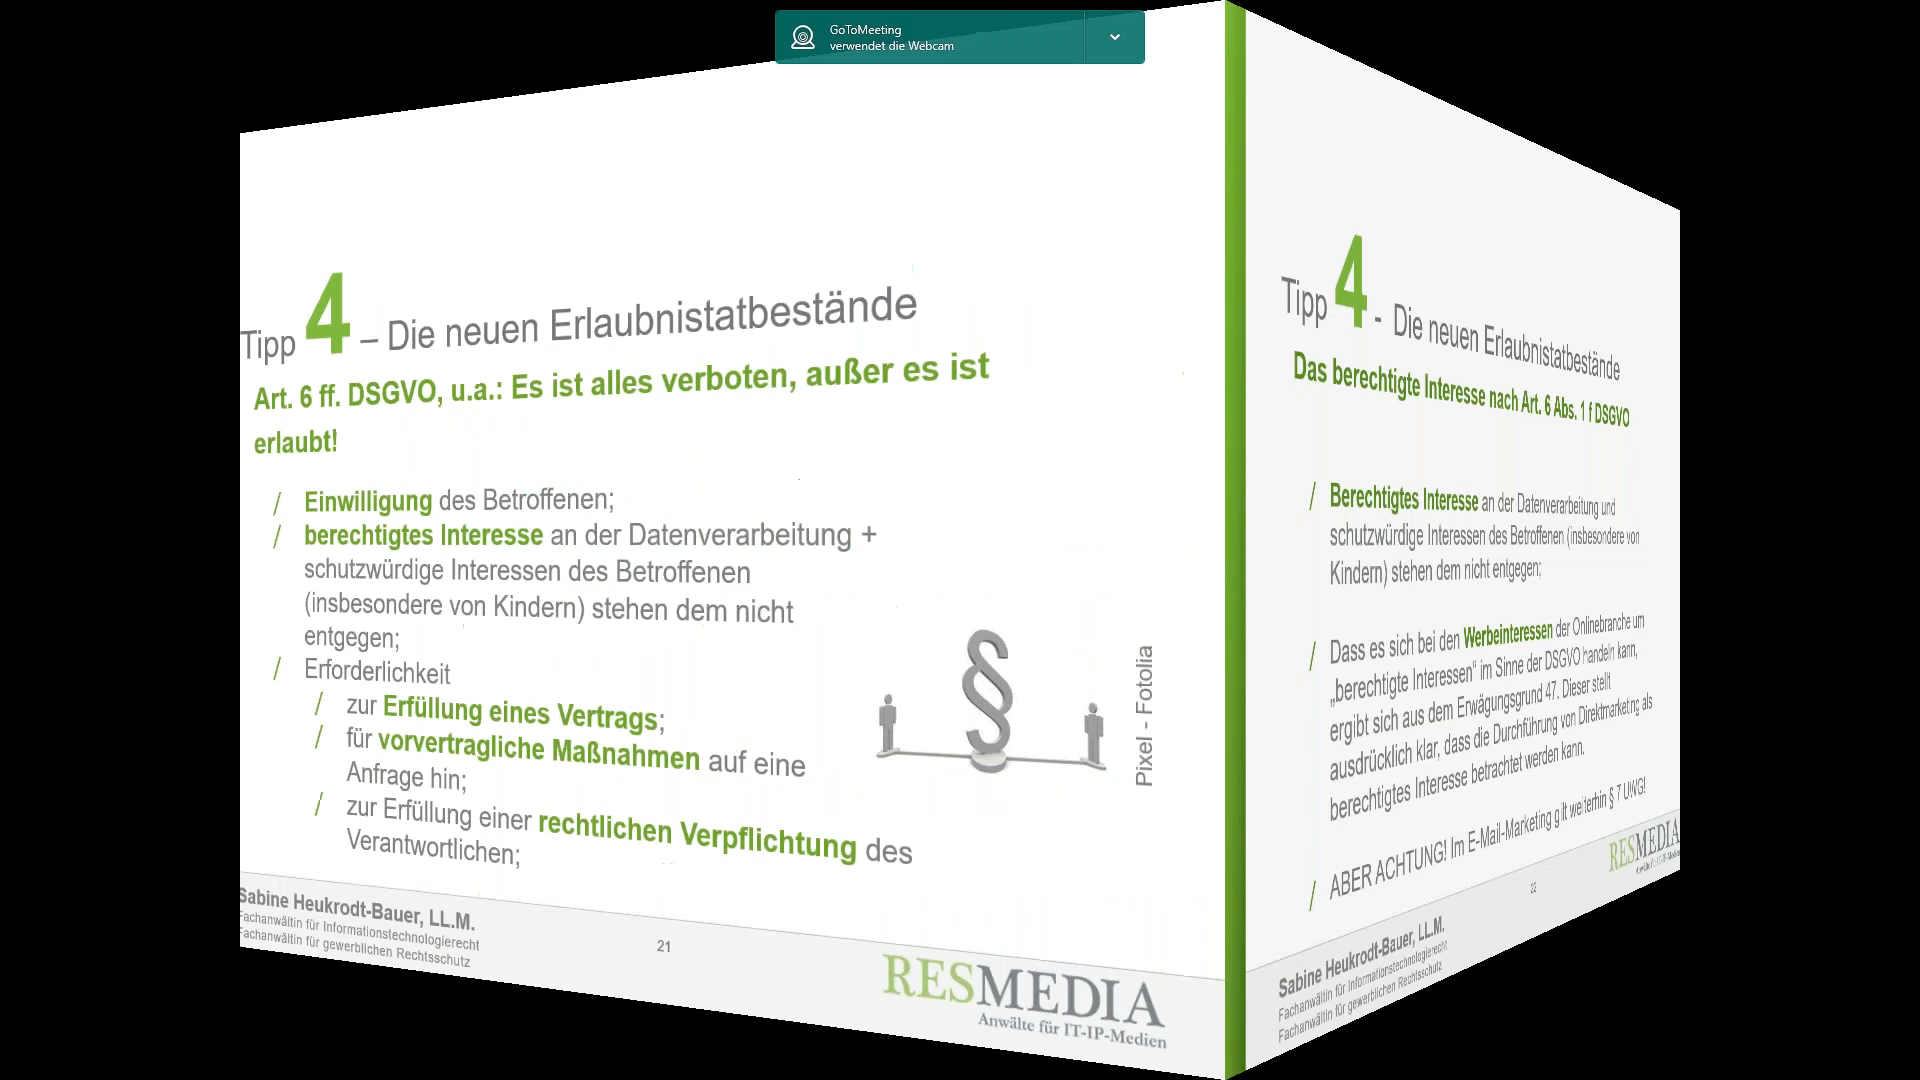 GoToMeeting
verwendet die Webcam
Tipp 4 – Die neuen Erlaubnistatbestände
Art. 6 ff. DSGVO, u.a.: Es ist alles verboten, außer es ist
erlaubt!
/ Einwilligung des Betroffenen;
/ berechtigtes Interesse an der Datenverarbeitung +
schutzwürdige Interessen des Betroffenen
(insbesondere von Kindern) stehen dem nicht
entgegen;
/ Erforderlichkeit
/ zur Erfüllung eines Vertrags;
/ für vorvertragliche Maßnahmen auf eine
Anfrage hin;
/ zur Erfüllung einer rechtlichen Verpflichtung des
Verantwortlichen;
§
Pixel - Fotolia
Sabine Heukrodt-Bauer, LL.M.
Fachanwältin für Informationstechnologierecht
Fachanwältin für gewerblichen Rechtsschutz
21
RESMEDIA
Anwälte für IT-IP-Medien
Tipp 4 - Die neuen Erlaubnistatbestände
Das berechtigte Interesse nach Art. 6 Abs. 1 f DSGVO
/ Berechtigtes Interesse an der Datenverarbeitung und
schutzwürdige Interessen des Betroffenen (insbesondere von
Kindern) stehen dem nicht entgegen;
/ Dass es sich bei den Werbeinteressen der Onlinebranche um
„berechtigte Interessen“ im Sinne der DSGVO handeln kann,
ergibt sich aus dem Erwägungsgrund 47. Dieser stellt
ausdrücklich klar, dass die Durchführung von Direktmarketing als
berechtigtes Interesse betrachtet werden kann.
/ ABER ACHTUNG! Im E-Mail-Marketing gilt weiterhin § 7 UWG!
Sabine Heukrodt-Bauer, LL.M.
Fachanwältin für Informationstechnologierecht
Fachanwältin für gewerblichen Rechtsschutz
22
RESMEDIA
Anwälte für IT-IP-Medien